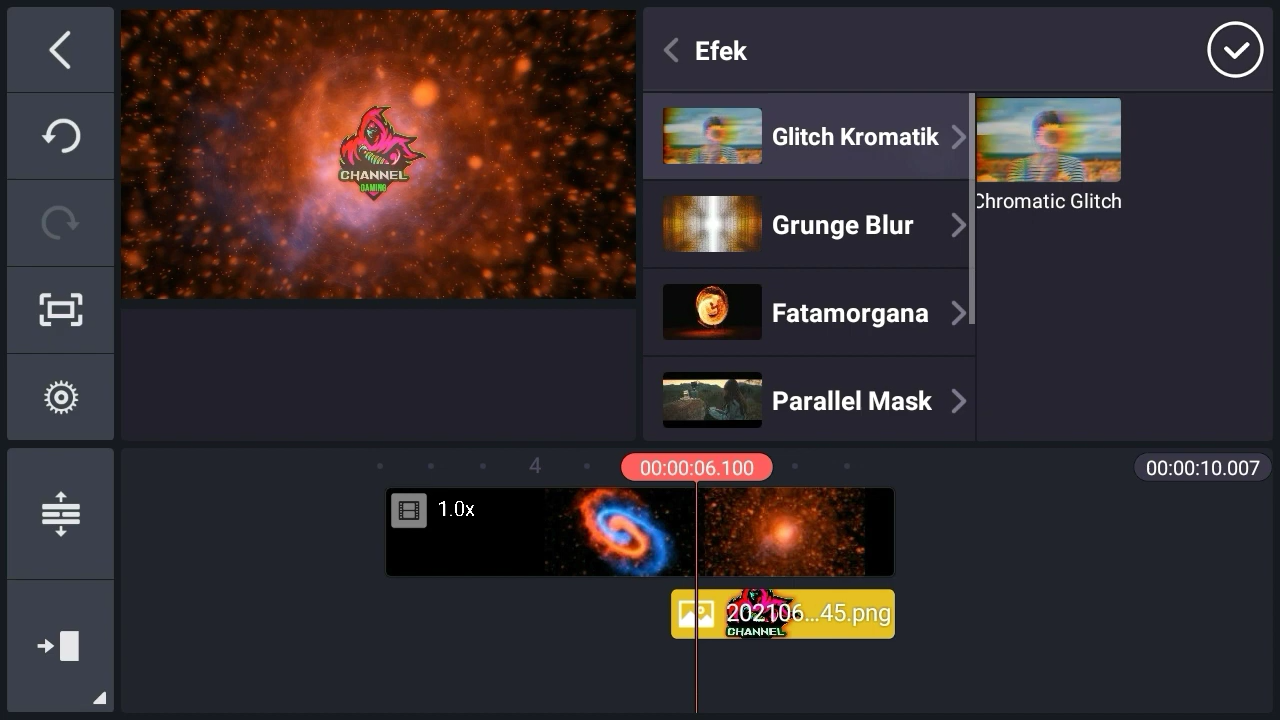 Efek
CHANNEL
GAMING
Glitch Kromatik
Chromatic Glitch
Grunge Blur
Fatamorgana
Parallel Mask
4
00:00:06.100
00:00:10.007
1.0x
202106...45.png
CHANNEL